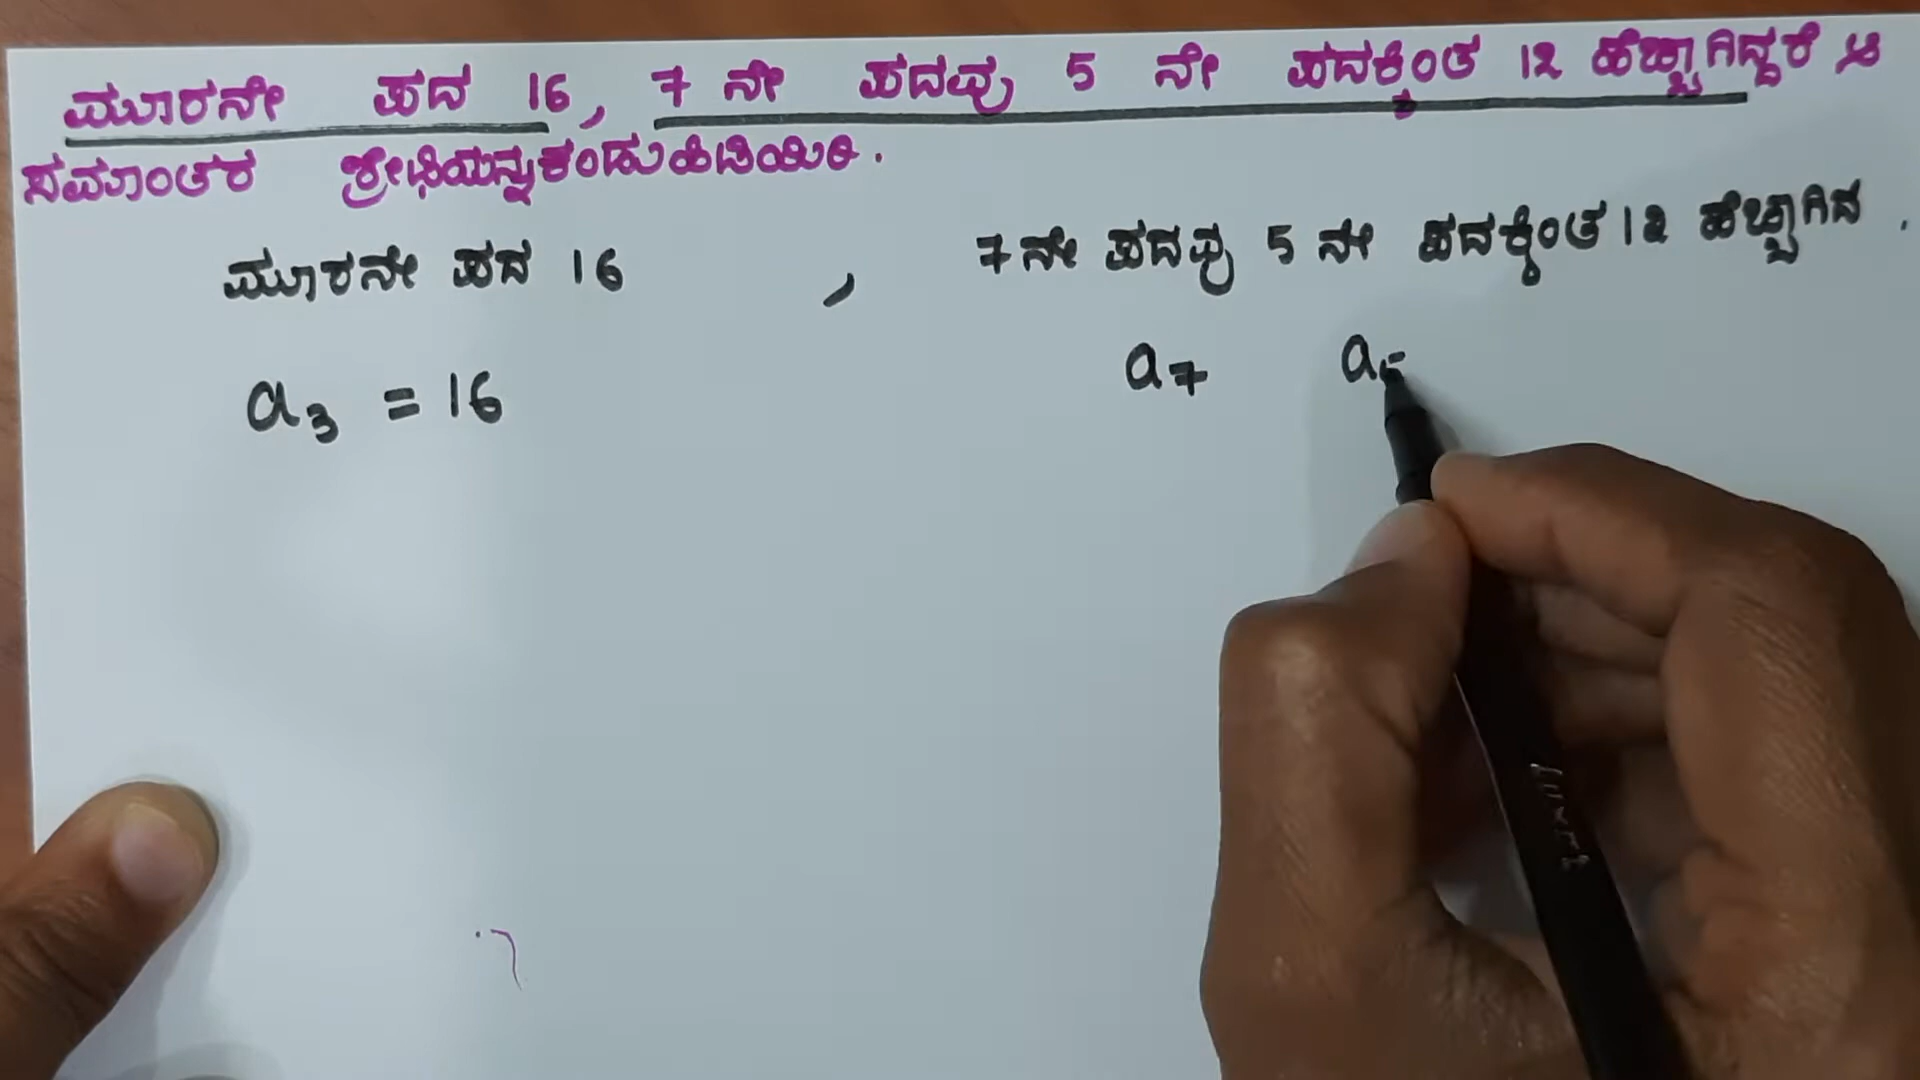 ಮೂರನೇ ಪದ 16, 7 ನೇ ಪದವು 5 ನೇ ಪದಕ್ಕಿಂತ 12 ಹೆಚ್ಚಾಗಿದ್ದರೆ ಆ
ಸಮಾಂತರ ಶ್ರೇಢಿಯನ್ನು ಕಂಡುಹಿಡಿಯಿರಿ.
ಮೂರನೇ ಪದ 16 , 7ನೇ ಪದವು 5 ನೇ ಪದಕ್ಕಿಂತ 12 ಹೆಚ್ಚಾಗಿದ .
a₃ = 16 a₇ a₅